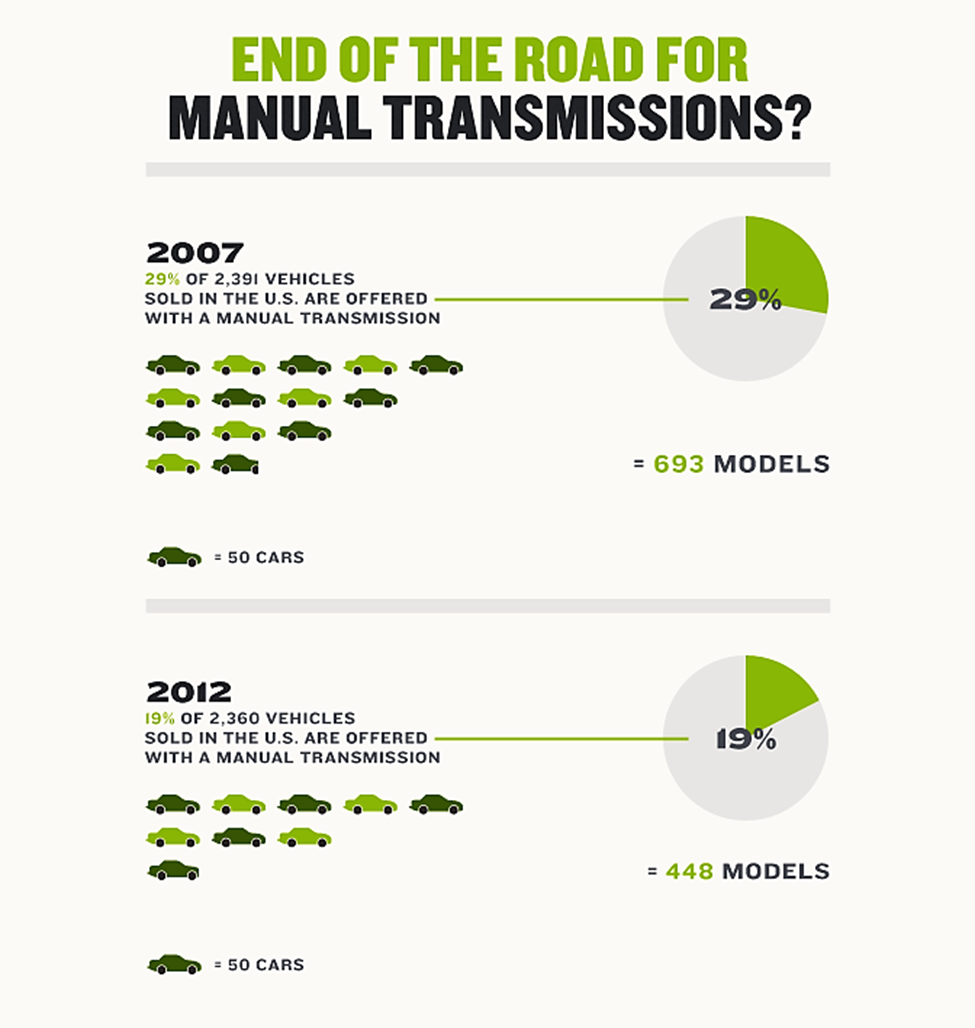 END OF THE ROAD FOR
MANUAL TRANSMISSIONS?
2007
29% OF 2,391 VEHICLES
SOLD IN THE U.S. ARE OFFERED
WITH A MANUAL TRANSMISSION
29%
= 693 MODELS
= 50 CARS
2012
19% OF 2,360 VEHICLES
SOLD IN THE U.S. ARE OFFERED
WITH A MANUAL TRANSMISSION
19%
= 448 MODELS
= 50 CARS